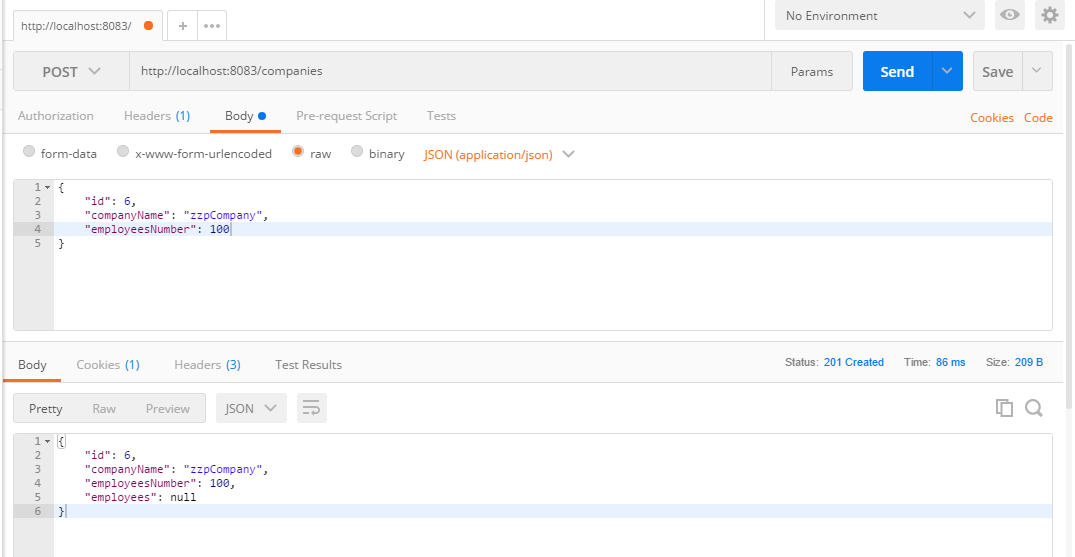 http://localhost:8083/ + ••• No Environment
POST http://localhost:8083/companies Params Send Save
Authorization Headers (1) Body Pre-request Script Tests Cookies Code
form-data x-www-form-urlencoded raw binary JSON (application/json)
1 {
2 "id": 6,
3 "companyName": "zzpCompany",
4 "employeesNumber": 100
5 }
Body Cookies (1) Headers (3) Test Results Status: 201 Created Time: 86 ms Size: 209 B
Pretty Raw Preview JSON
1 {
2 "id": 6,
3 "companyName": "zzpCompany",
4 "employeesNumber": 100,
5 "employees": null
6 }